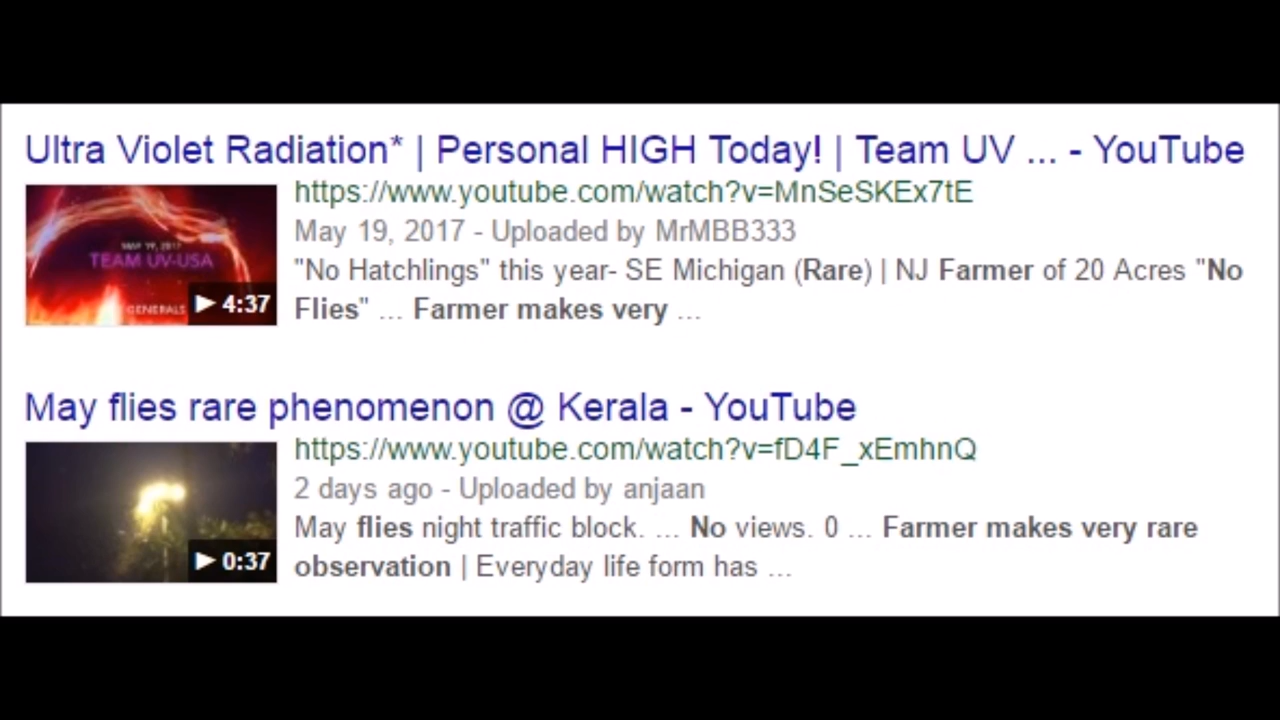 Ultra Violet Radiation* | Personal HIGH Today! | Team UV ... - YouTube
https://www.youtube.com/watch?v=MnSeSKEx7tE
May 19, 2017 - Uploaded by MrMBB333
"No Hatchlings" this year- SE Michigan (Rare) | NJ Farmer of 20 Acres "No
Flies" ... Farmer makes very ...
MAY 19, 2017
TEAM UV-USA
GENERALS
▶ 4:37
May flies rare phenomenon @ Kerala - YouTube
https://www.youtube.com/watch?v=fD4F_xEmhnQ
2 days ago - Uploaded by anjaan
May flies night traffic block. ... No views. 0 ... Farmer makes very rare
observation | Everyday life form has ...
▶ 0:37